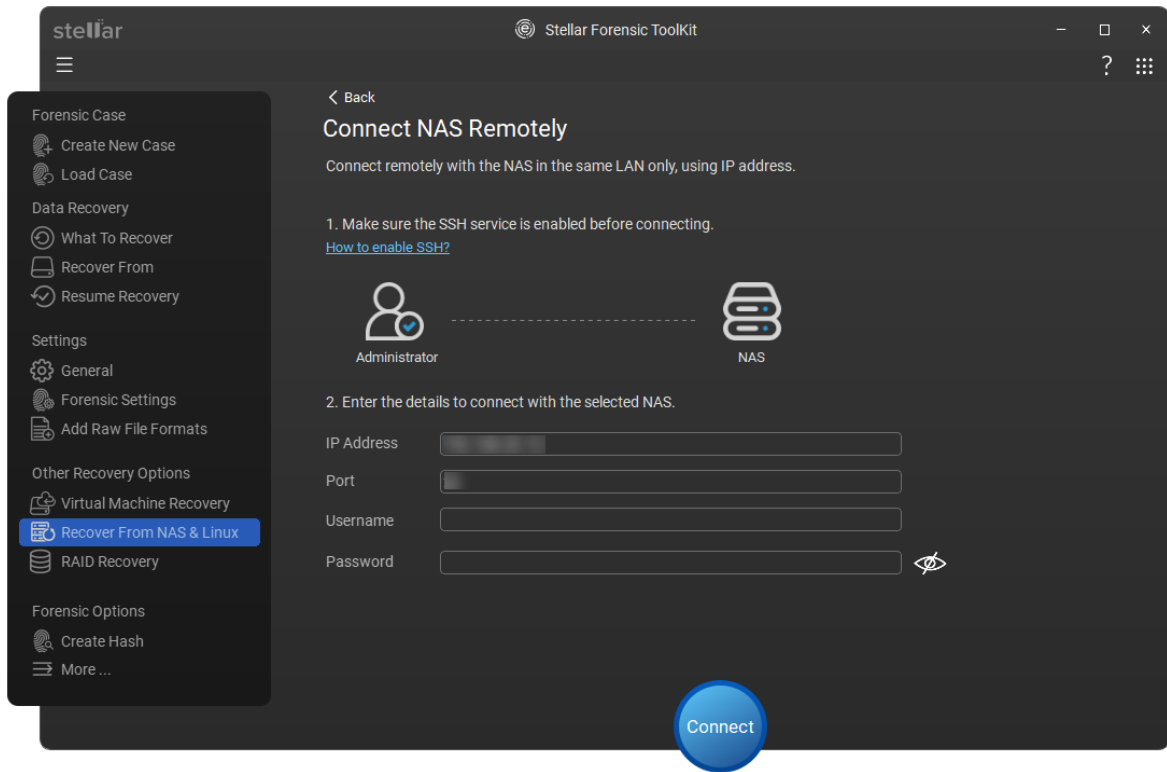 stellar
Stellar Forensic ToolKit
?
Forensic Case
Create New Case
Load Case
Data Recovery
What To Recover
Recover From
Resume Recovery
Settings
General
Forensic Settings
Add Raw File Formats
Other Recovery Options
Virtual Machine Recovery
Recover From NAS & Linux
RAID Recovery
Forensic Options
Create Hash
More ...
Back
Connect NAS Remotely
Connect remotely with the NAS in the same LAN only, using IP address.
1. Make sure the SSH service is enabled before connecting.
How to enable SSH?
Administrator
NAS
2. Enter the details to connect with the selected NAS.
IP Address
Port
Username
Password
Connect